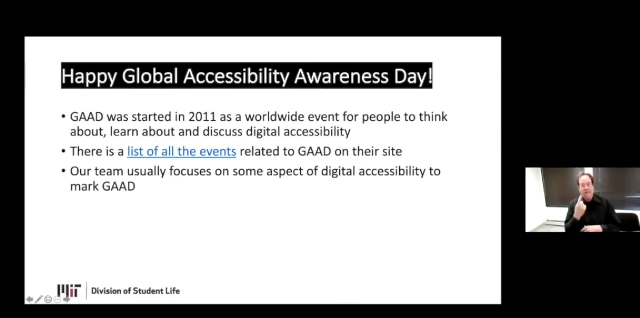 Happy Global Accessibility Awareness Day!
• GAAD was started in 2011 as a worldwide event for people to think
about, learn about and discuss digital accessibility
• There is a list of all the events related to GAAD on their site
• Our team usually focuses on some aspect of digital accessibility to
mark GAAD
MIT Division of Student Life